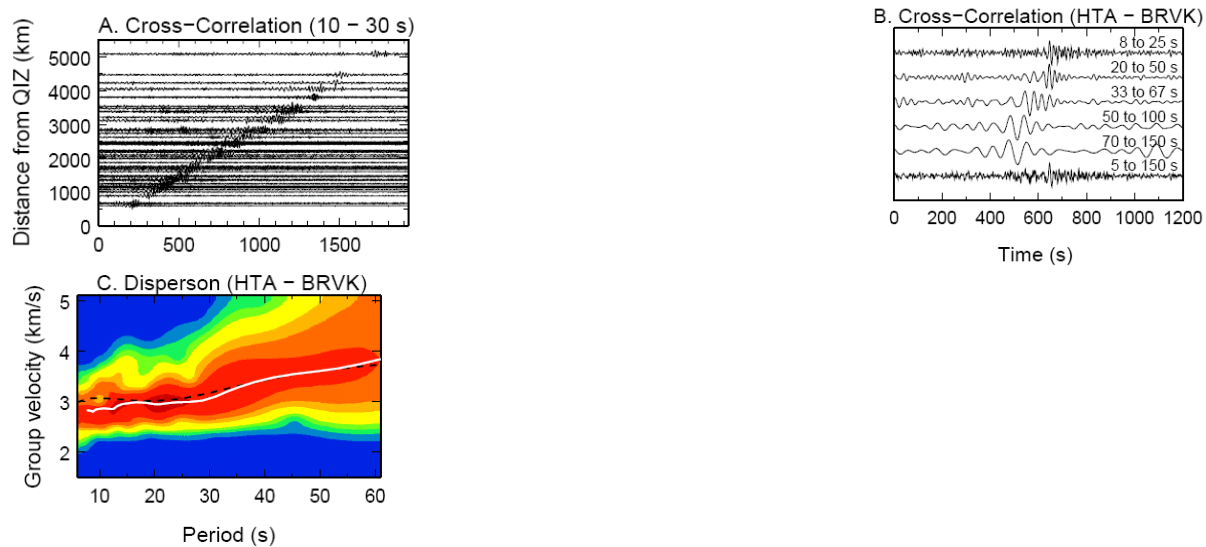 A. Cross−Correlation (10 − 30 s)
Distance from QIZ (km)
5000
4000
3000
2000
1000
0
0 500 1000 1500
B. Cross−Correlation (HTA − BRVK)
8 to 25 s
20 to 50 s
33 to 67 s
50 to 100 s
70 to 150 s
5 to 150 s
0 200 400 600 800 1000 1200
Time (s)
C. Disperson (HTA − BRVK)
Group velocity (km/s)
5
4
3
2
10 20 30 40 50 60
Period (s)